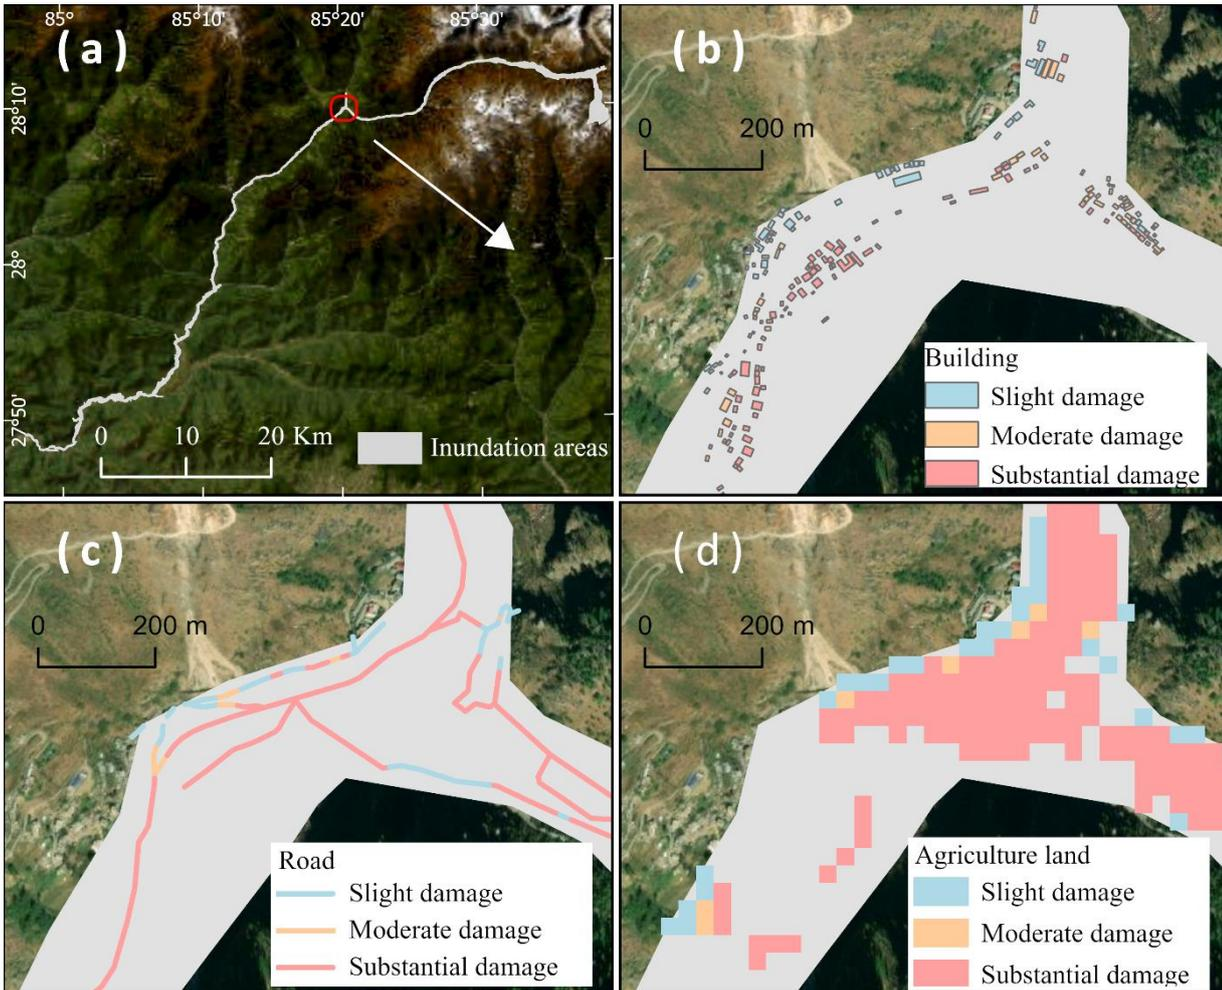 85° 85°10' 85°20' 85°30'
(a)
28°10'
28°
27°50'
0 10 20 Km
Inundation areas
(b)
0 200 m
Building
Slight damage
Moderate damage
Substantial damage
(c)
0 200 m
Road
Slight damage
Moderate damage
Substantial damage
(d)
0 200 m
Agriculture land
Slight damage
Moderate damage
Substantial damage